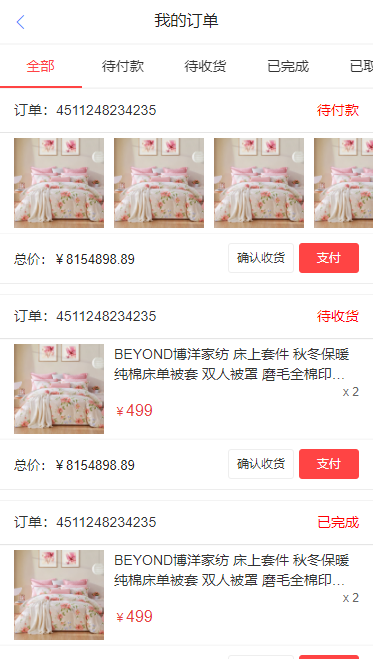 我的订单
全部 待付款 待收货 已完成 已取
订单：4511248234235 待付款
总价：￥8154898.89 确认收货 支付
订单：4511248234235 待收货
BEYOND博洋家纺 床上套件 秋冬保暖
纯棉床单被套 双人被罩 磨毛全棉印...
x 2
￥499
总价：￥8154898.89 确认收货 支付
订单：4511248234235 已完成
BEYOND博洋家纺 床上套件 秋冬保暖
纯棉床单被套 双人被罩 磨毛全棉印...
x 2
￥499